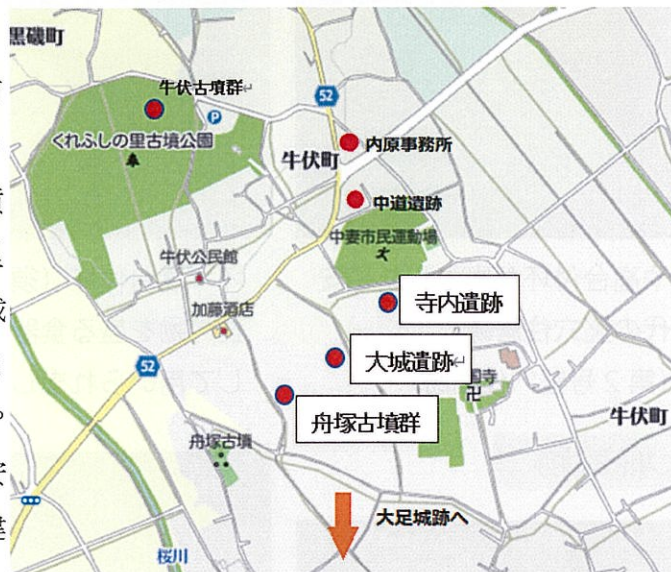 黒磯町
牛伏古墳群
52
P
くれふしの里古墳公園
内原事務所
牛伏町
中道遺跡
中妻市民運動場
牛伏公民館
寺内遺跡
加藤酒店
大城遺跡
52
国寺
卍
舟塚古墳群
牛伏町
舟塚古墳
大足城跡へ
桜川